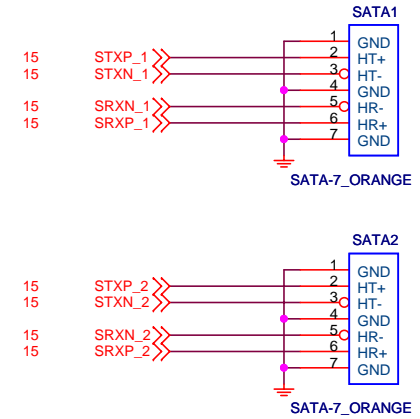 SATA1
1 GND
15 STXP_1 2 HT+
15 STXN_1 3 HT-
4 GND
15 SRXN_1 5 HR-
15 SRXP_1 6 HR+
7 GND
SATA-7_ORANGE
SATA2
1 GND
15 STXP_2 2 HT+
15 STXN_2 3 HT-
4 GND
15 SRXN_2 5 HR-
15 SRXP_2 6 HR+
7 GND
SATA-7_ORANGE